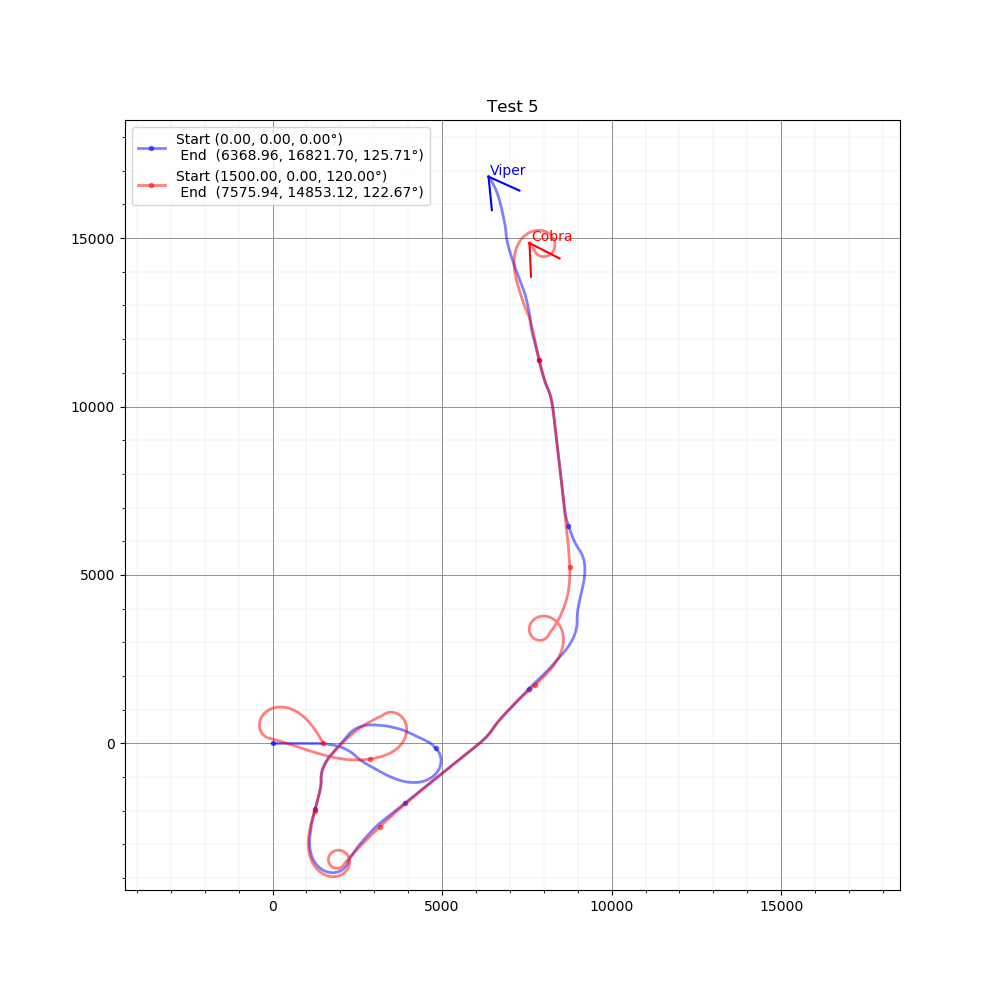 Test 5
Start (0.00, 0.00, 0.00°)
End (6368.96, 16821.70, 125.71°)
Start (1500.00, 0.00, 120.00°)
End (7575.94, 14853.12, 122.67°)
Viper
Cobra
15000
10000
5000
0
0
5000
10000
15000